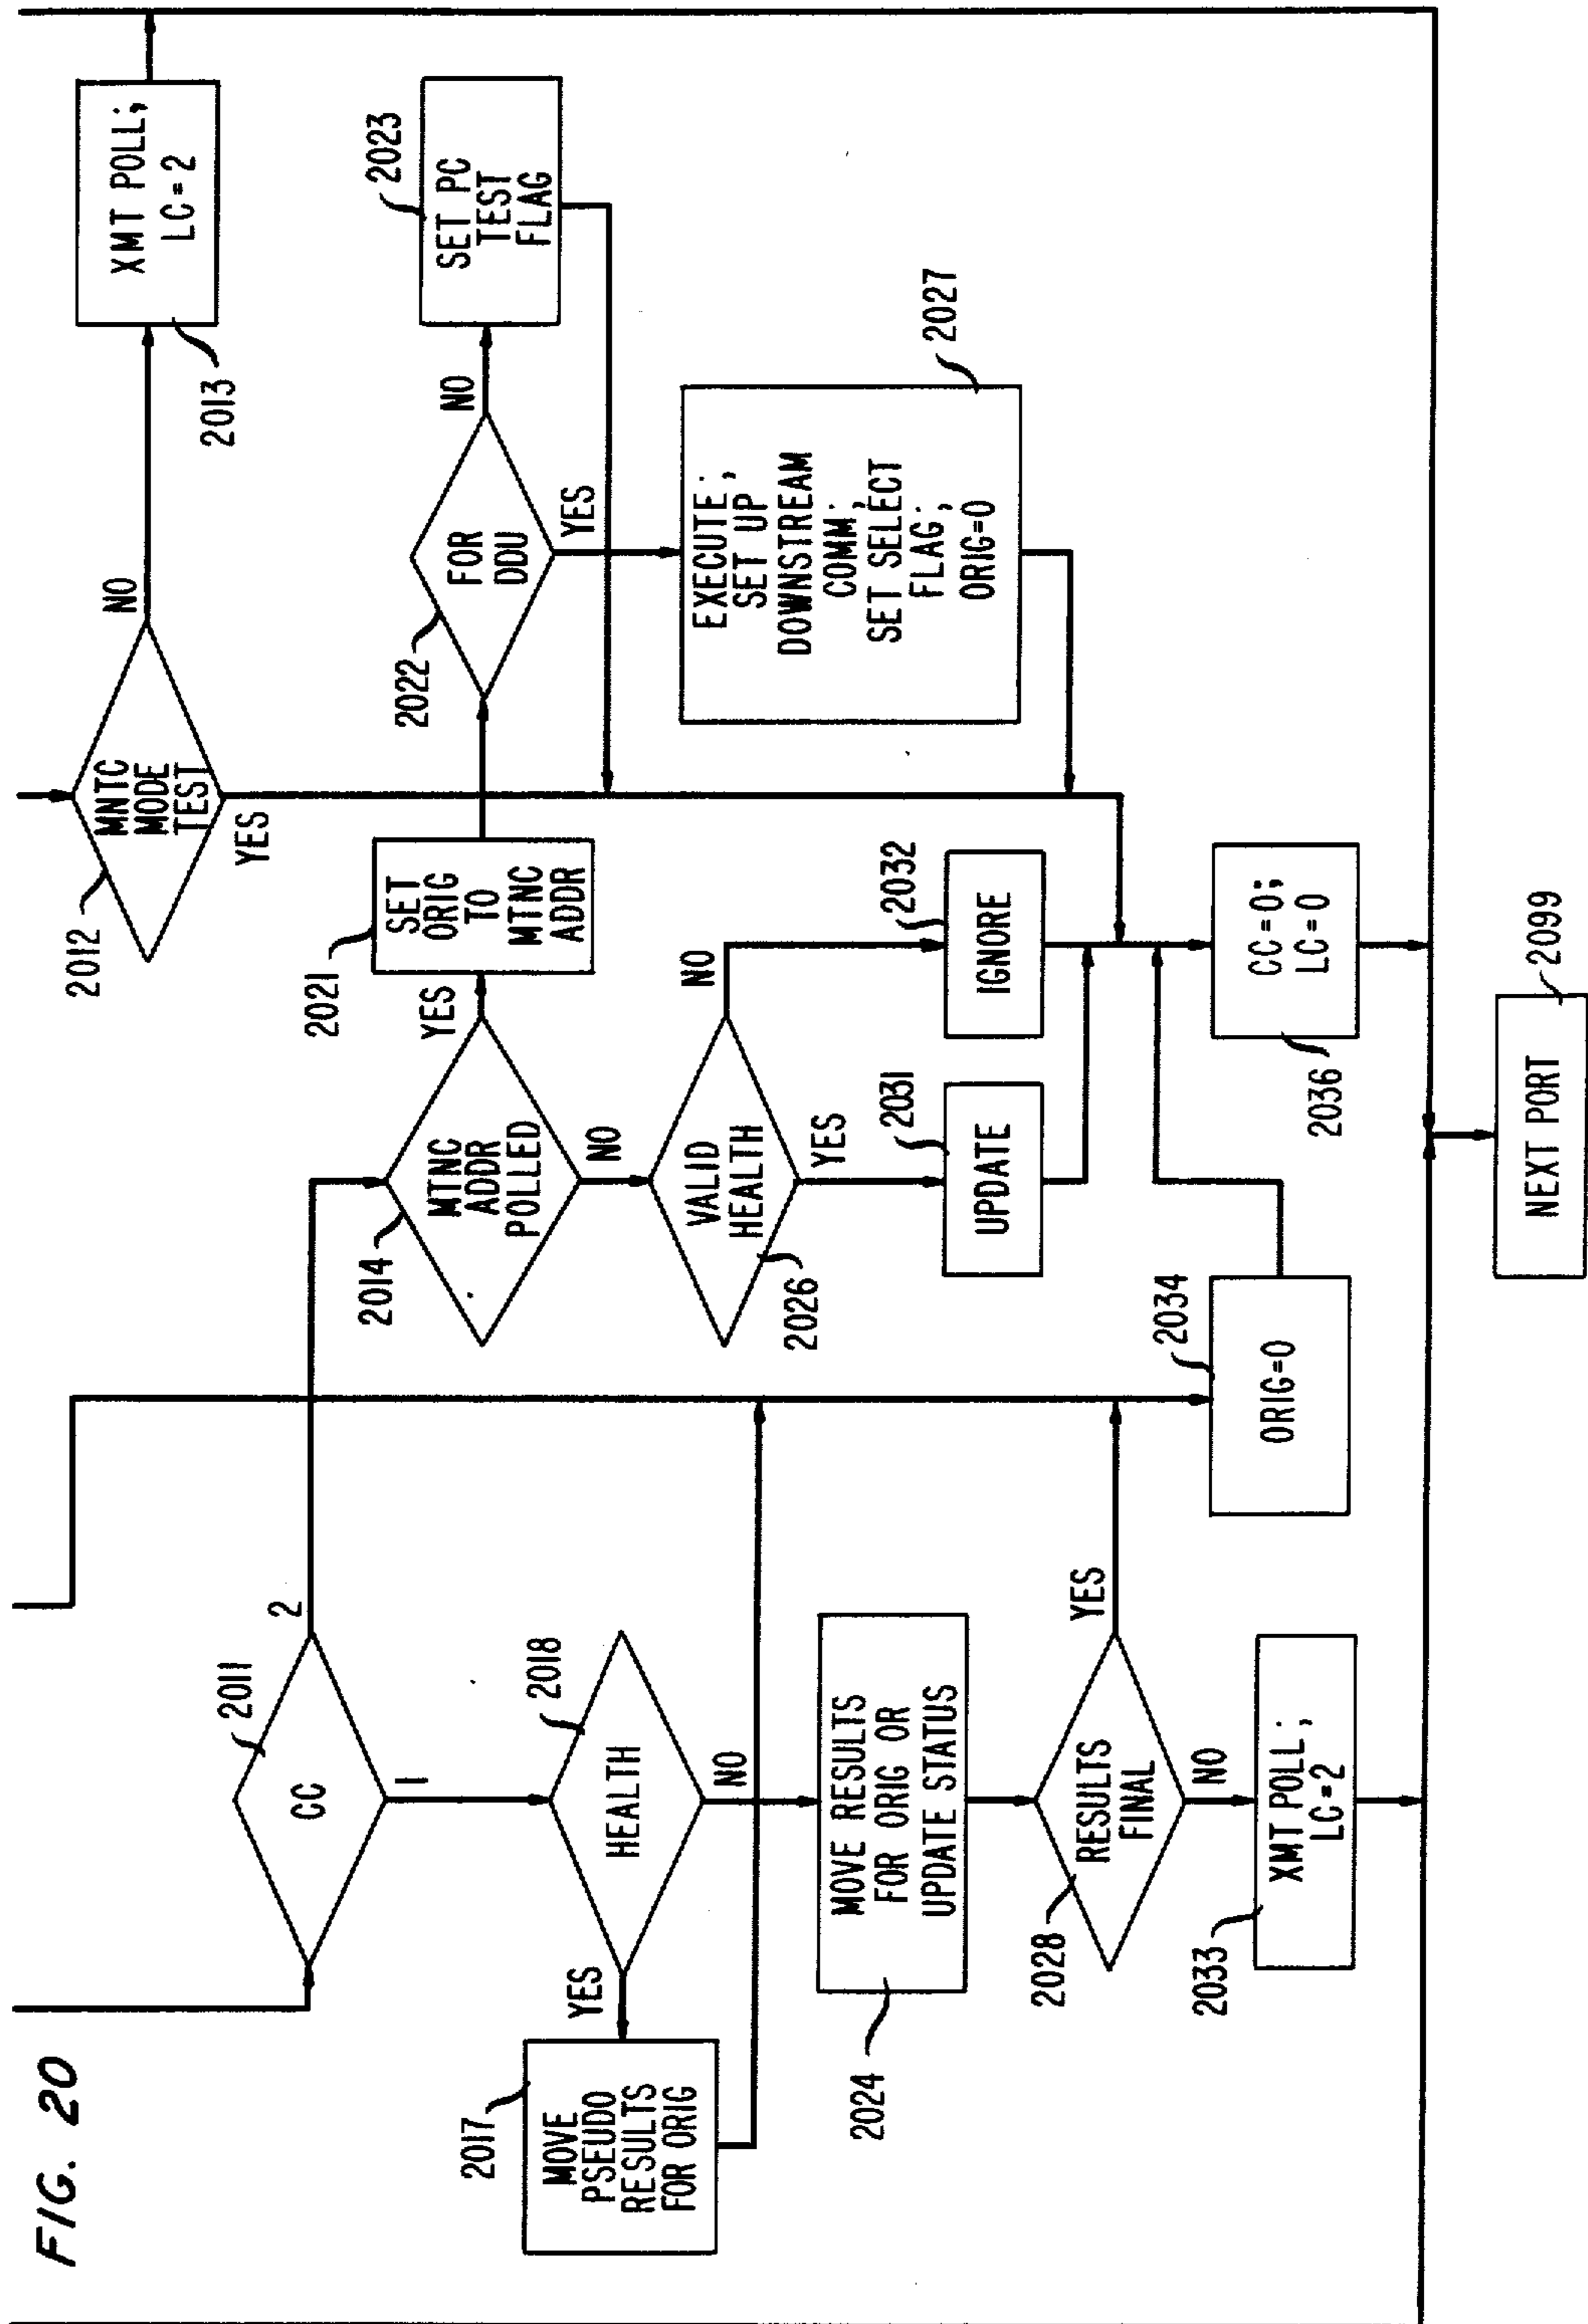 FIG. 20
2011
CC
2
1
2018
HEALTH
YES
NO
2017
MOVE
PSEUDO
RESULTS
FOR ORIG
2024
MOVE RESULTS
FOR ORIG OR
UPDATE STATUS
2028
RESULTS
FINAL
YES
NO
2033
XMT POLL;
LC=2
2012
MNTC
MODE
TEST
NO
YES
2013
XMT POLL;
LC=2
2014
MTNC
ADDR
POLLED
YES
NO
2021
SET
ORIG
TO
MTNC
ADDR
2022
FOR
DDU
NO
YES
2023
SET PC
TEST
FLAG
2027
EXECUTE;
SET UP
DOWNSTREAM
COMM;
SET SELECT
FLAG;
ORIG=0
2026
VALID
HEALTH
YES
NO
2031
UPDATE
2032
IGNORE
2034
ORIG=0
2036
CC=0;
LC=0
2099
NEXT PORT